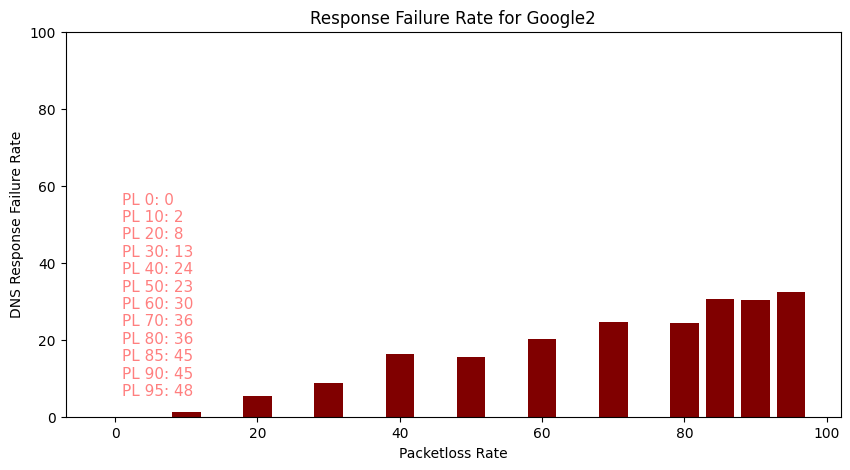 Response Failure Rate for Google2
DNS Response Failure Rate
100
80
60
40
20
0
PL 0: 0
PL 10: 2
PL 20: 8
PL 30: 13
PL 40: 24
PL 50: 23
PL 60: 30
PL 70: 36
PL 80: 36
PL 85: 45
PL 90: 45
PL 95: 48
0 20 40 60 80 100
Packetloss Rate